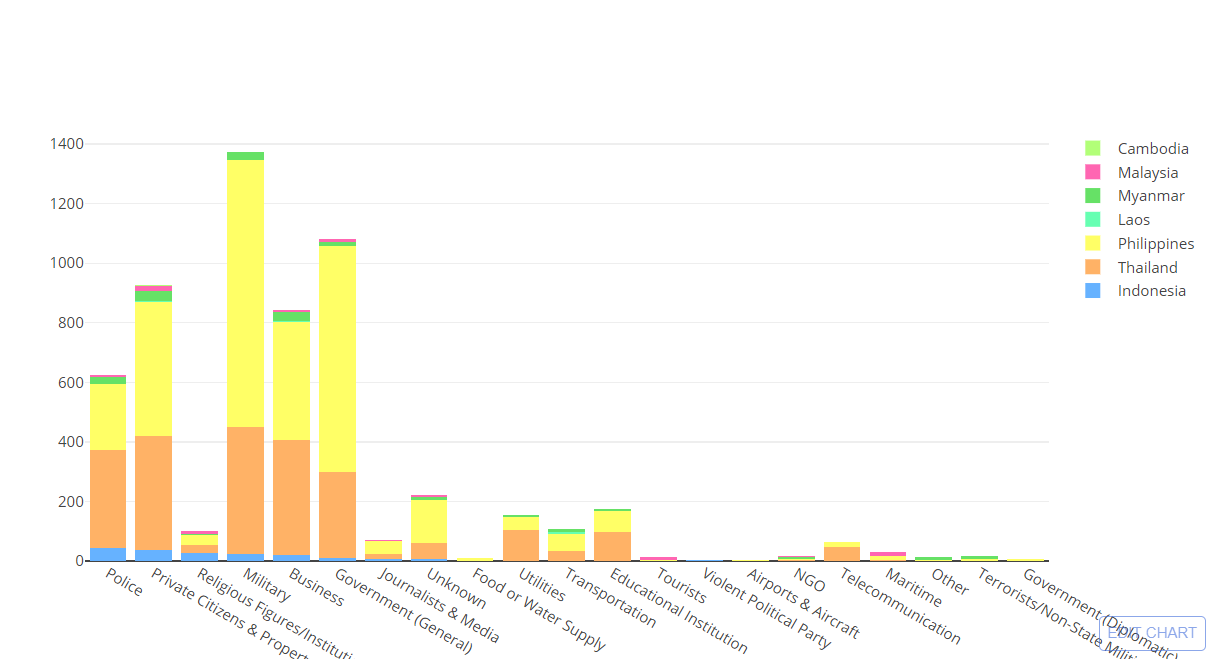 1400
1200
1000
800
600
400
200
0
Cambodia
Malaysia
Myanmar
Laos
Philippines
Thailand
Indonesia
Police
Private Citizens & Propert
Religious Figures/Instituti
Military
Business
Government (General)
Journalists & Media
Unknown
Food or Water Supply
Utilities
Transportation
Educational Institution
Tourists
Violent Political Party
Airports & Aircraft
NGO
Telecommunication
Maritime
Other
Terrorists/Non-State Militi
Government (Diplomatic)
EDIT CHART